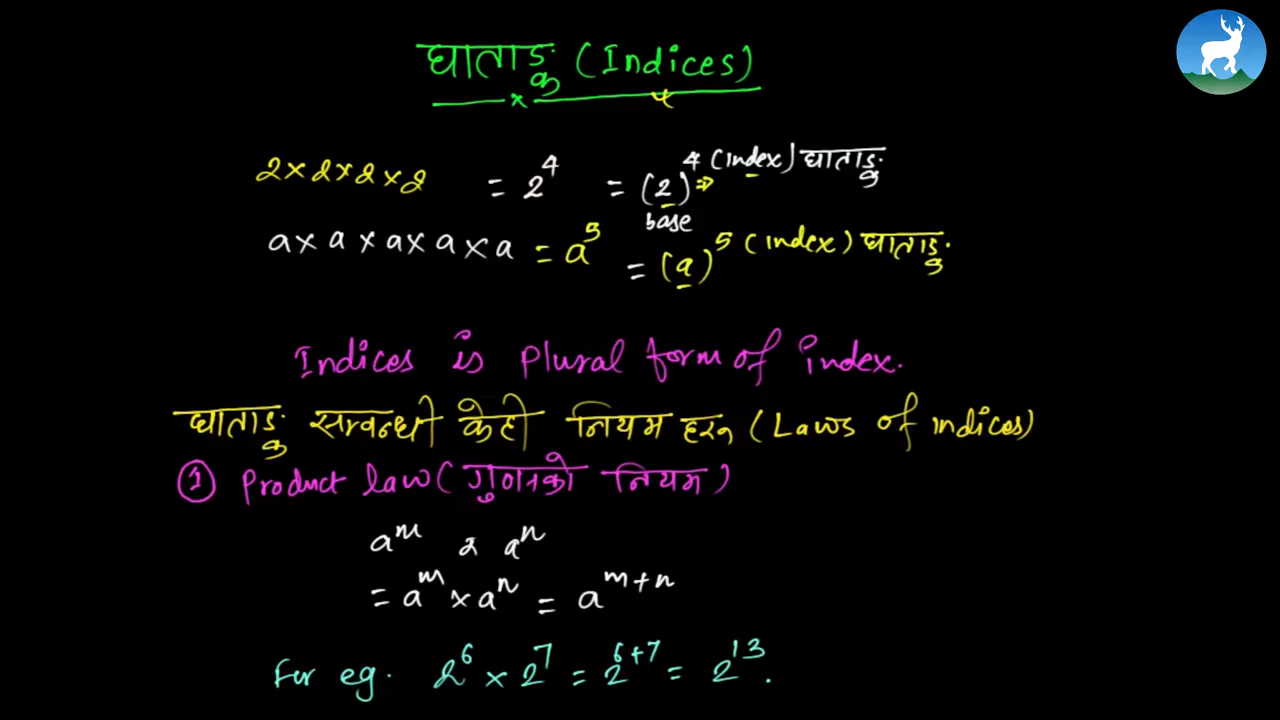 घाताङ्क (Indices)
2×2×2×2 = 2⁴ = (2)⁴ (index) घाताङ्क
base
a×a×a×a×a = a⁵ = (a)⁵ (index) घाताङ्क
Indices is plural form of index.
घाताङ्क सम्वन्धी केही नियम हरू (Laws of indices)
① Product law (गुणनको नियम)
aᵐ र aⁿ
= aᵐ × aⁿ = aᵐ⁺ⁿ
For eg. 2⁶ × 2⁷ = 2⁶⁺⁷ = 2¹³.